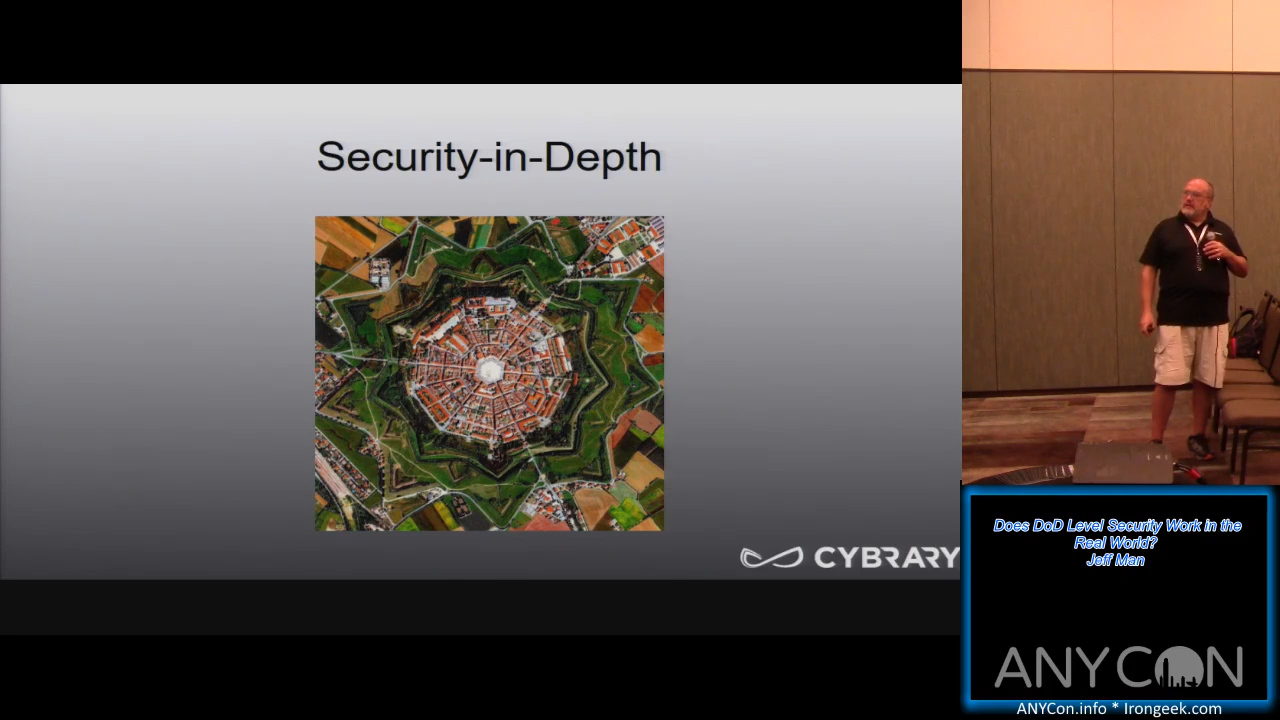 Security-in-Depth
CYBRARY
Does DoD Level Security Work in the
Real World?
Jeff Man
ANYCON
ANYCon.info * Irongeek.com